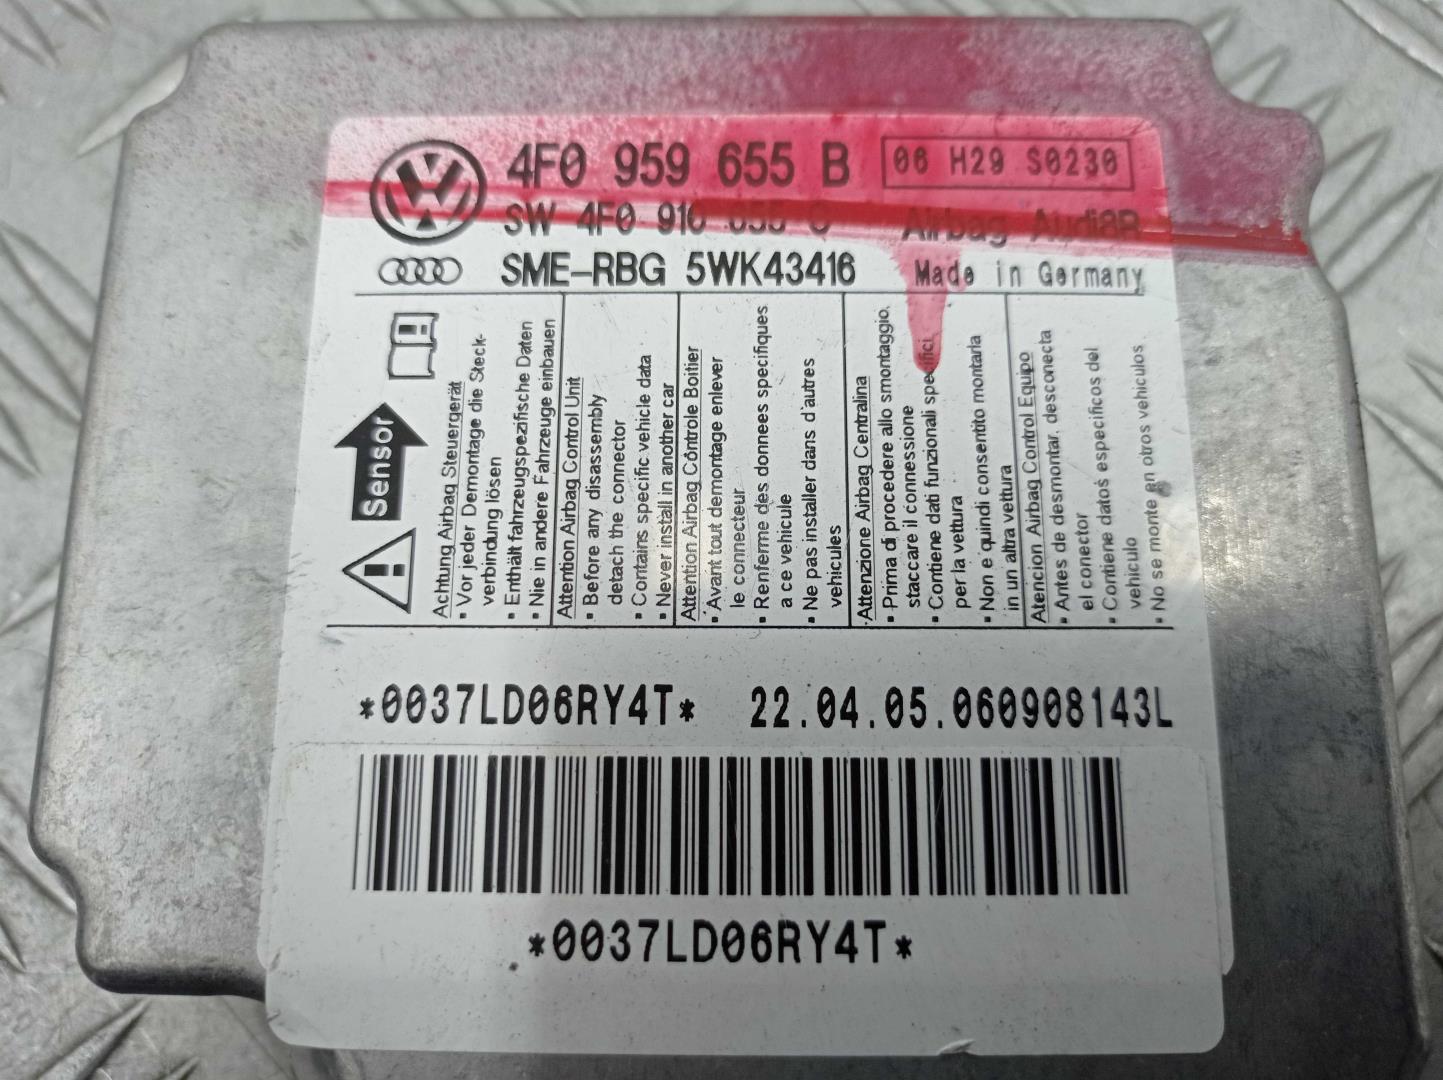 4F0 959 655 B
06 H29 S0230
SW 4F0 910 655 C
Airbag Audi8R
SME-RBG 5WK43416
Made in Germany
Sensor
Achtung Airbag Steuergerät
▪ Vor jeder Demontage die Steck-
verbindung lösen
▪ Enthält fahrzeugspezifische Daten
▪ Nie in andere Fahrzeuge einbauen
Attention Airbag Control Unit
▪ Before any disassembly
detach the connector
▪ Contains specific vehicle data
▪ Never install in another car
Attention Airbag Côntrole Boitier
▪ Avant tout demontage enlever
le connecteur
▪ Renferme des donnees specifiques
a ce vehicule
▪ Ne pas installer dans d'autres
vehicules
Attenzione Airbag Centralina
▪ Prima di procedere allo smontaggio,
staccare il connessione
▪ Contiene dati funzionali specifici
per la vettura
▪ Non e quindi consentito montarla
in un altra vettura
Atencion Airbag Control Equipo
▪ Antes de desmontar, desconecta
el conector
▪ Contiene datos especificos del
vehiculo
▪ No se monte en otros vehiculos
*0037LD06RY4T*
22.04.05.060908143L
*0037LD06RY4T*